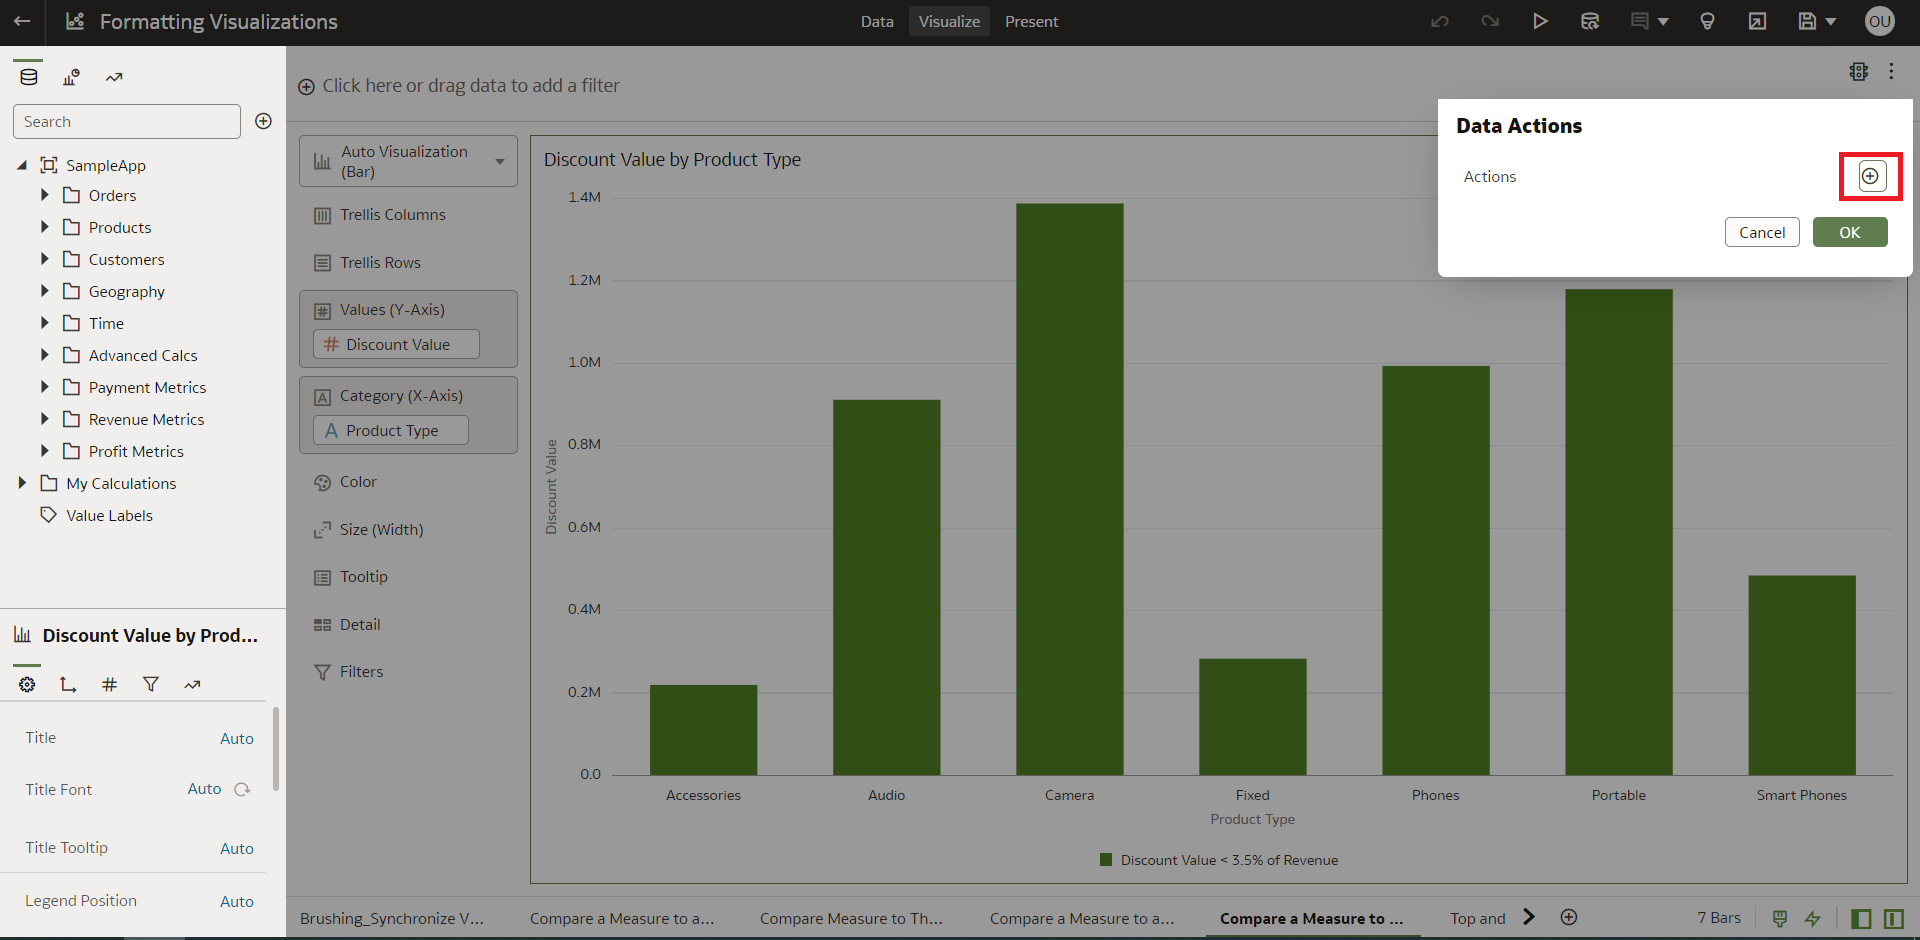 Formatting Visualizations
Data
Visualize
Present
OU
Search
SampleApp
Orders
Products
Customers
Geography
Time
Advanced Calcs
Payment Metrics
Revenue Metrics
Profit Metrics
My Calculations
Value Labels
Discount Value by Prod...
Title
Auto
Title Font
Auto
Title Tooltip
Auto
Legend Position
Auto
Click here or drag data to add a filter
Auto Visualization
(Bar)
Trellis Columns
Trellis Rows
Values (Y-Axis)
# Discount Value
Category (X-Axis)
A Product Type
Color
Size (Width)
Tooltip
Detail
Filters
Discount Value by Product Type
1.4M
1.2M
1.0M
0.8M
0.6M
0.4M
0.2M
0.0
Discount Value
Accessories
Audio
Camera
Fixed
Phones
Portable
Smart Phones
Product Type
Discount Value < 3.5% of Revenue
Data Actions
Actions
Cancel
OK
Brushing_Synchronize V...
Compare a Measure to a...
Compare Measure to Th...
Compare a Measure to a...
Compare a Measure to ...
Top and
7 Bars